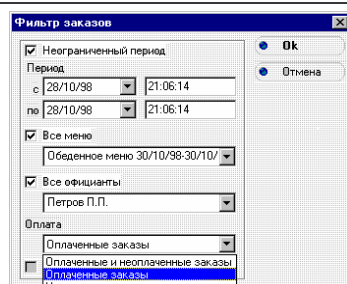 Фильтр заказов
Неограниченный период
Ok
Отмена
Период
с 28/10/98 21:06:14
по 28/10/98 21:06:14
Все меню
Обеденное меню 30/10/98-30/10/
Все официанты
Петров П.П.
Оплата
Оплаченные заказы
Оплаченные и неоплаченные заказы
Оплаченные заказы